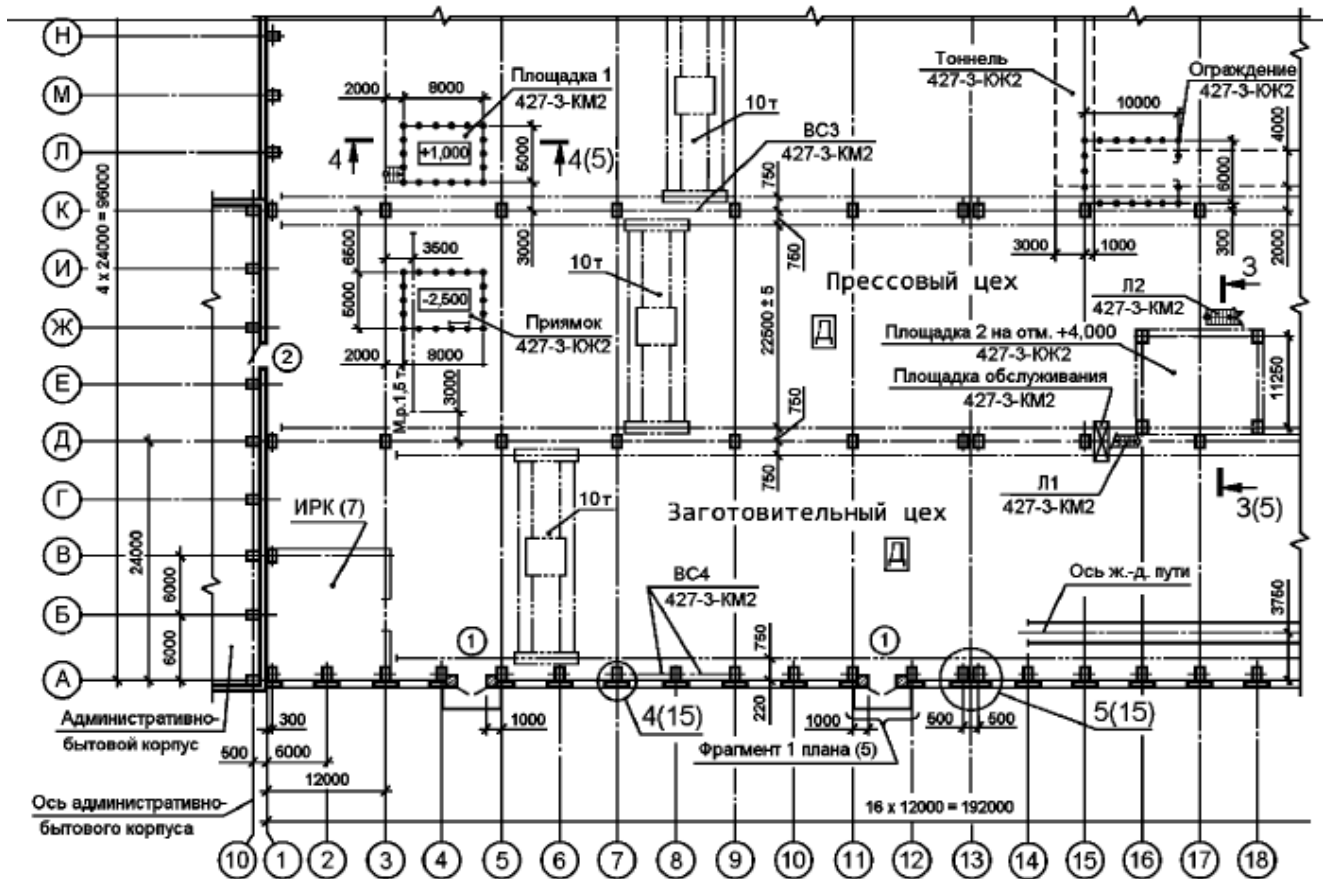 Н
М
Л
К
И
Ж
Е
Д
Г
В
Б
А
4 x 24000 = 96000
2000
8000
Площадка 1
427-3-КМ2
4
+1,000
4(5)
5000
3000
10т
ВС3
427-3-КМ2
750
750
Тоннель
427-3-КЖ2
Ограждение
427-3-КЖ2
10000
4000
6000
300
2000
3000
1000
6600
5000
3500
-2,500
Приямок
427-3-КЖ2
2000
8000
М.р.1,5 т
3000
10т
22500 ± 5
Прессовый цех
Д
3
Л2
427-3-КМ2
Площадка 2 на отм. +4,000
427-3-КЖ2
Площадка обслуживания
427-3-КМ2
11250
2
750
750
24000
6000
6000
ИРК (7)
10т
Заготовительный цех
Д
Л1
427-3-КМ2
3(5)
Ось ж.-д. пути
3750
ВС4
427-3-КМ2
1
1
750
220
Административно-
бытовой корпус
300
500
6000
12000
1000
4(15)
1000
500
500
5(15)
Фрагмент 1 плана (5)
Ось административно-
бытового корпуса
16 x 12000 = 192000
10
1
2
3
4
5
6
7
8
9
10
11
12
13
14
15
16
17
18